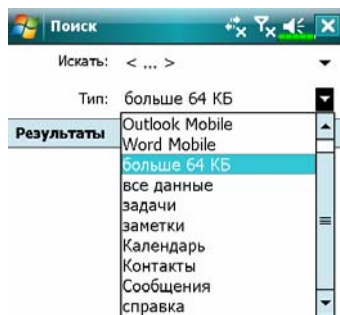 Поиск
Искать: < ... >
Тип: больше 64 КБ
Результаты
Outlook Mobile
Word Mobile
больше 64 КБ
все данные
задачи
заметки
Календарь
Контакты
Сообщения
справка